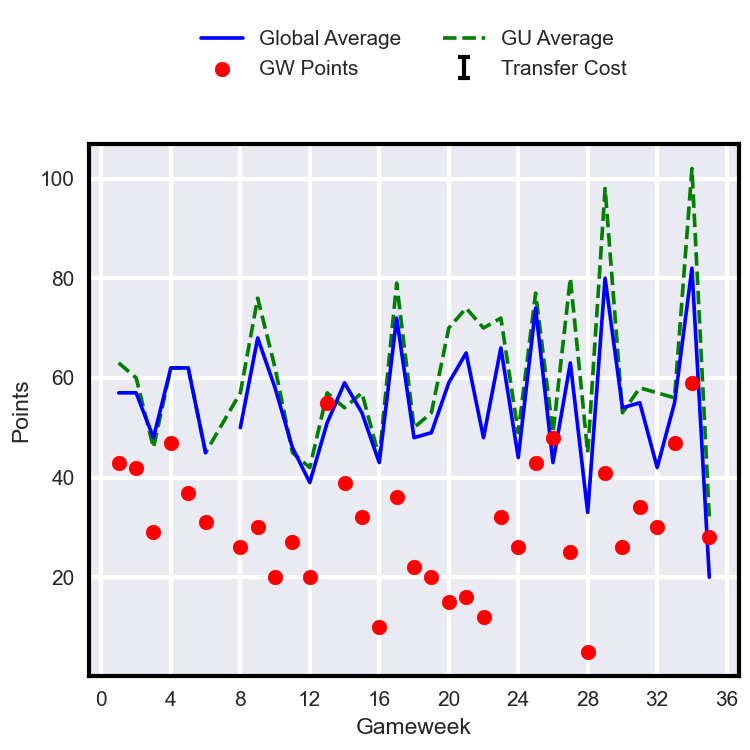 Global Average GU Average
GW Points Transfer Cost
100
80
60
40
20
Points
0 4 8 12 16 20 24 28 32 36
Gameweek